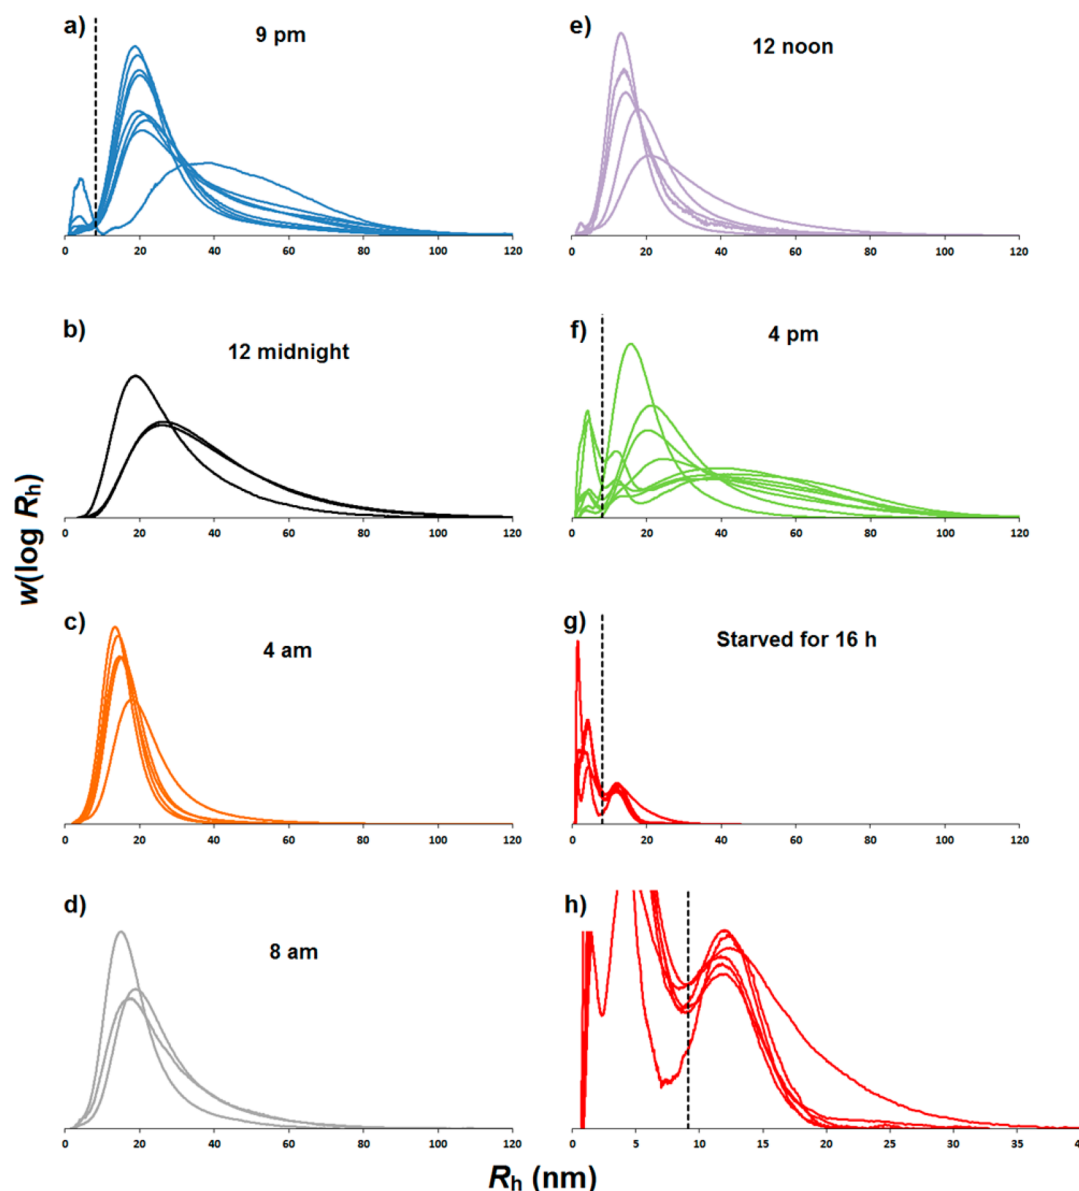 a)
9 pm
0 20 40 60 80 100 120
e)
12 noon
0 20 40 60 80 100 120
b)
12 midnight
0 20 40 60 80 100 120
f)
4 pm
0 20 40 60 80 100 120
w(log Rh)
c)
4 am
0 20 40 60 80 100 120
g)
Starved for 16 h
0 20 40 60 80 100 120
d)
8 am
0 20 40 60 80 100 120
h)
0 5 10 15 20 25 30 35
Rh (nm)